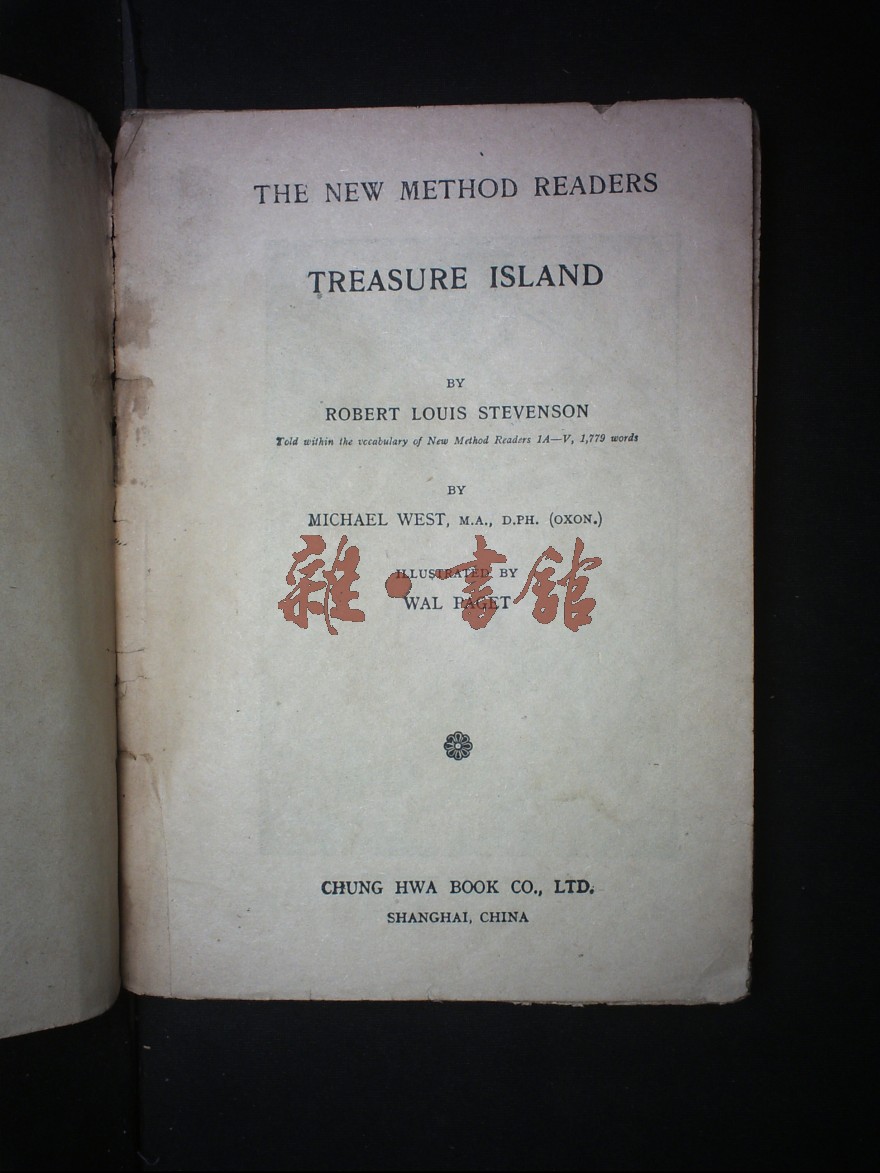 THE NEW METHOD READERS
TREASURE ISLAND
BY
ROBERT LOUIS STEVENSON
Told within the vocabulary of New Method Readers 1A—V, 1,779 words
BY
MICHAEL WEST, M.A., D.PH. (OXON.)
ILLUSTRATED BY
雜·書館
WAL PAGET
CHUNG HWA BOOK CO., LTD.
SHANGHAI, CHINA